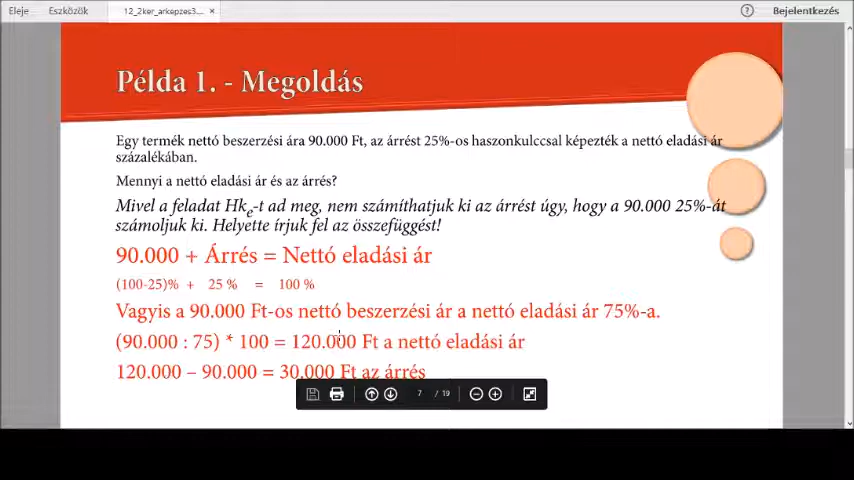 Eleje Eszközök 12_2ker_arkepzes3... × ? Bejelentkezés
Példa 1. - Megoldás
Egy termék nettó beszerzési ára 90.000 Ft, az árrést 25%-os haszonkulccsal képezték a nettó eladási ár
százalékában.
Mennyi a nettó eladási ár és az árrés?
Mivel a feladat Hke-t ad meg, nem számíthatjuk ki az árrést úgy, hogy a 90.000 25%-át
számoljuk ki. Helyette írjuk fel az összefüggést!
90.000 + Árrés = Nettó eladási ár
(100-25)% + 25 % = 100 %
Vagyis a 90.000 Ft-os nettó beszerzési ár a nettó eladási ár 75%-a.
(90.000 : 75) * 100 = 120.000 Ft a nettó eladási ár
120.000 – 90.000 = 30.000 Ft az árrés
7 / 19